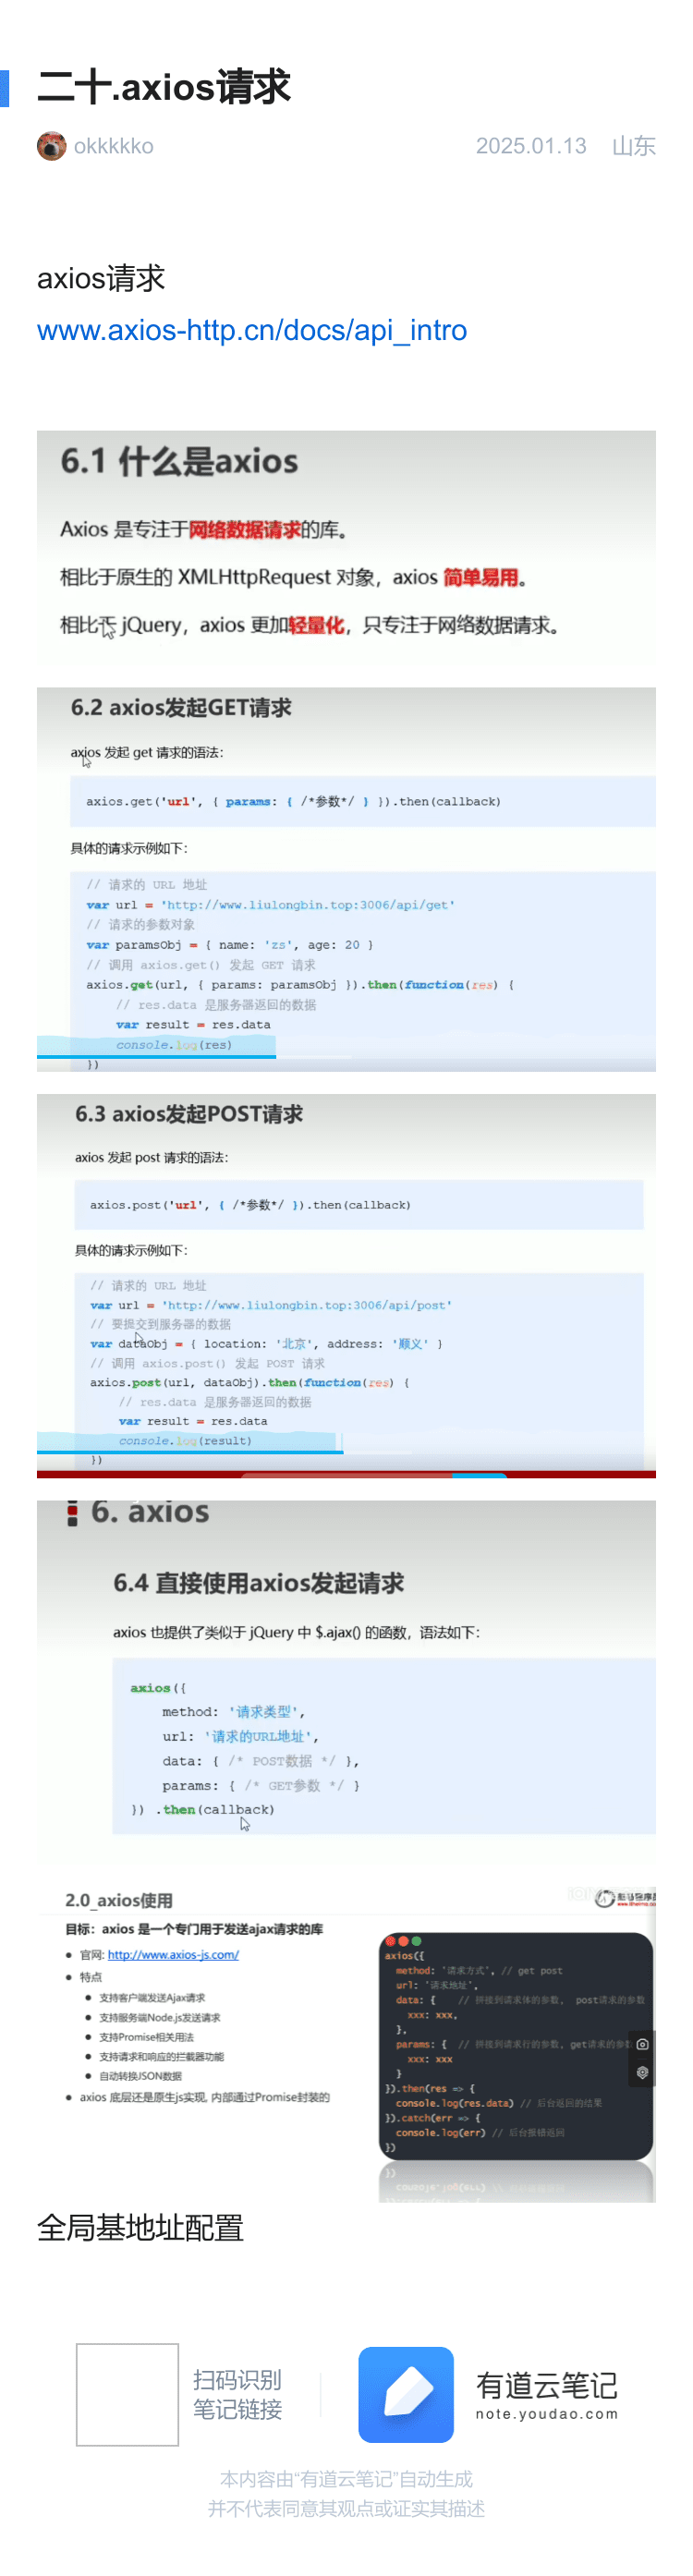 二十.axios请求
okkkkko 2025.01.13 山东
axios请求
www.axios-http.cn/docs/api_intro
6.1 什么是axios
Axios 是专注于网络数据请求的库。
相比于原生的 XMLHttpRequest 对象，axios 简单易用。
相比于 jQuery，axios 更加轻量化，只专注于网络数据请求。
6.2 axios发起GET请求
axios 发起 get 请求的语法：
axios.get('url', { params: { /*参数*/ } }).then(callback)
具体的请求示例如下：
// 请求的 URL 地址
var url = 'http://www.liulongbin.top:3006/api/get'
// 请求的参数对象
var paramsObj = { name: 'zs', age: 20 }
// 调用 axios.get() 发起 GET 请求
axios.get(url, { params: paramsObj }).then(function(res) {
// res.data 是服务器返回的数据
var result = res.data
console.log(res)
})
6.3 axios发起POST请求
axios 发起 post 请求的语法：
axios.post('url', { /*参数*/ }).then(callback)
具体的请求示例如下：
// 请求的 URL 地址
var url = 'http://www.liulongbin.top:3006/api/post'
// 要提交到服务器的数据
var dataObj = { location: '北京', address: '顺义' }
// 调用 axios.post() 发起 POST 请求
axios.post(url, dataObj).then(function(res) {
// res.data 是服务器返回的数据
var result = res.data
console.log(result)
})
6. axios
6.4 直接使用axios发起请求
axios 也提供了类似于 jQuery 中 $.ajax() 的函数，语法如下：
axios({
method: '请求类型',
url: '请求的URL地址',
data: { /* POST数据 */ },
params: { /* GET参数 */ }
}) .then(callback)
2.0_axios使用
目标：axios 是一个专门用于发送ajax请求的库
官网: http://www.axios-js.com/
特点
支持客户端发送Ajax请求
支持服务端Node.js发送请求
支持Promise相关用法
支持请求和响应的拦截器功能
自动转换JSON数据
axios 底层还是原生js实现, 内部通过Promise封装的
axios({
method: '请求方式', // get post
url: '请求地址',
data: { // 拼接到请求体的参数, post请求的参数
xxx: xxx,
},
params: { // 拼接到请求行的参数, get请求的参数
xxx: xxx
}
}).then(res => {
console.log(res.data) // 后台返回的结果
}).catch(err => {
console.log(err) // 后台报错返回
})
全局基地址配置
扫码识别
笔记链接
有道云笔记
note.youdao.com
本内容由“有道云笔记”自动生成
并不代表同意其观点或证实其描述